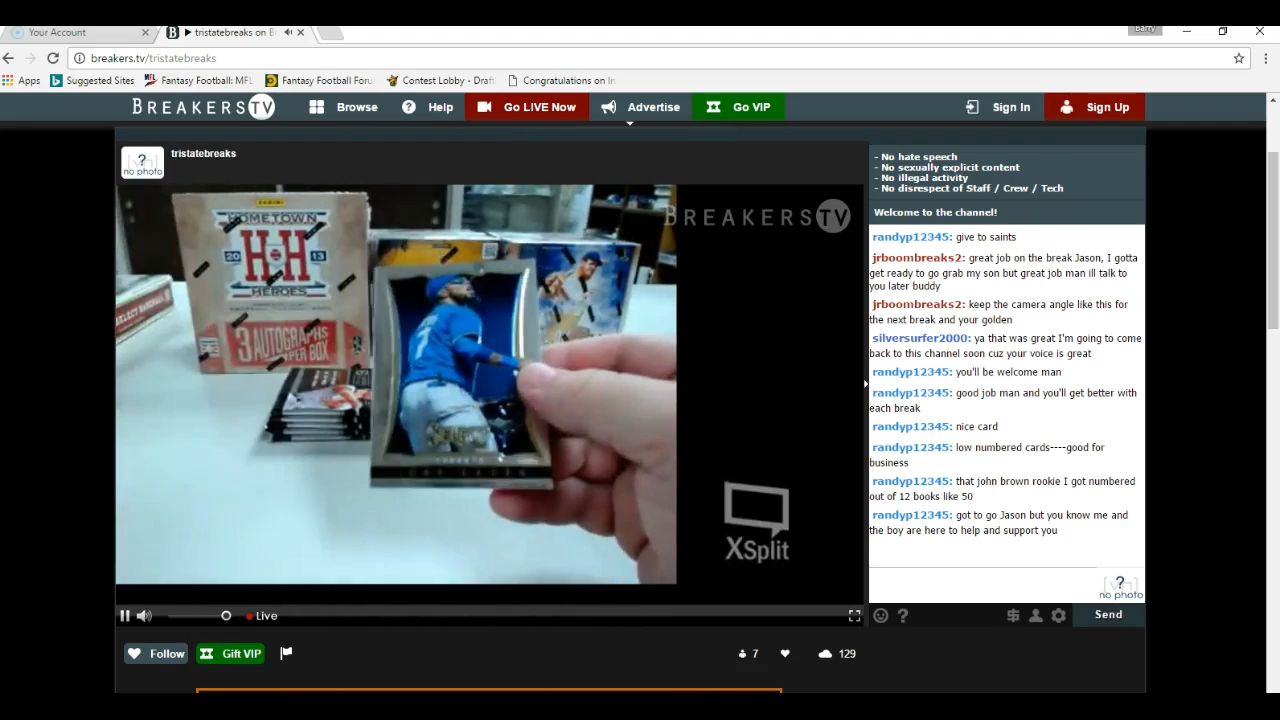 Your Account
tristatebreaks on B
Barry
breakers.tv/tristatebreaks
Apps
Suggested Sites
Fantasy Football: MFL
Fantasy Football Foru
Contest Lobby - Draft
Congratulations on In
BREAKERSTV
Browse
Help
Go LIVE Now
Advertise
Go VIP
Sign In
Sign Up
? no photo
tristatebreaks
BREAKERSTV
PANINI
HOMETOWN
H H
2013
HEROES
3 AUTOGRAPHS
PER BOX
SELECT BASEBALL
TORONTO
XSplit
Live
Follow
Gift VIP
7
129
- No hate speech
- No sexually explicit content
- No illegal activity
- No disrespect of Staff / Crew / Tech
Welcome to the channel!
randyp12345: give to saints
jrboombreaks2: great job on the break Jason, I gotta
get ready to go grab my son but great job man ill talk to
you later buddy
jrboombreaks2: keep the camera angle like this for
the next break and your golden
silversurfer2000: ya that was great I'm going to come
back to this channel soon cuz your voice is great
randyp12345: you'll be welcome man
randyp12345: good job man and you'll get better with
each break
randyp12345: nice card
randyp12345: low numbered cards----good for
business
randyp12345: that john brown rookie I got numbered
out of 12 books like 50
randyp12345: got to go Jason but you know me and
the boy are here to help and support you
? no photo
Send